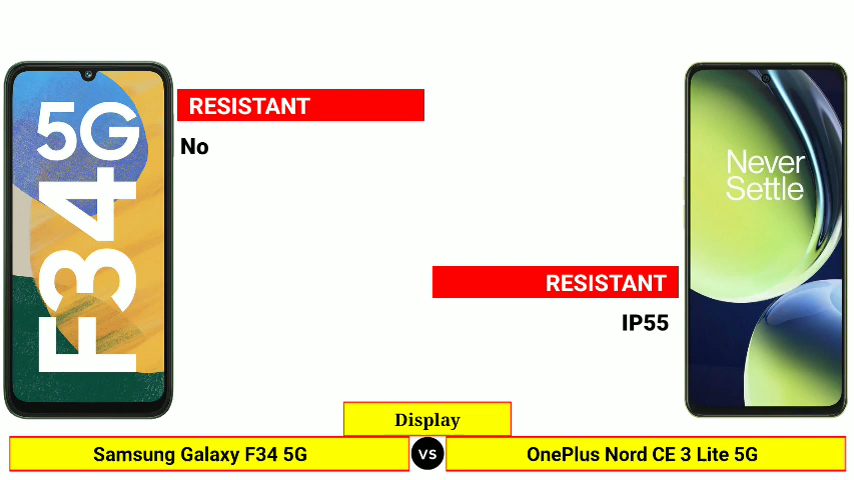 5G
F34
RESISTANT
No
Never
Settle
RESISTANT
IP55
Display
Samsung Galaxy F34 5G
VS
OnePlus Nord CE 3 Lite 5G